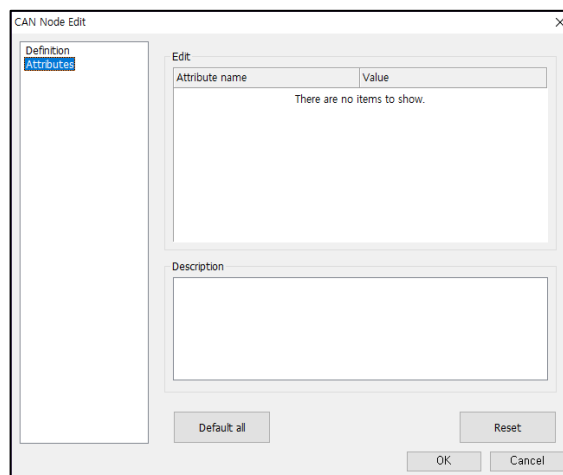 CAN Node Edit
Definition
Attributes
Edit
Attribute name Value
There are no items to show.
Description
Default all Reset
OK Cancel